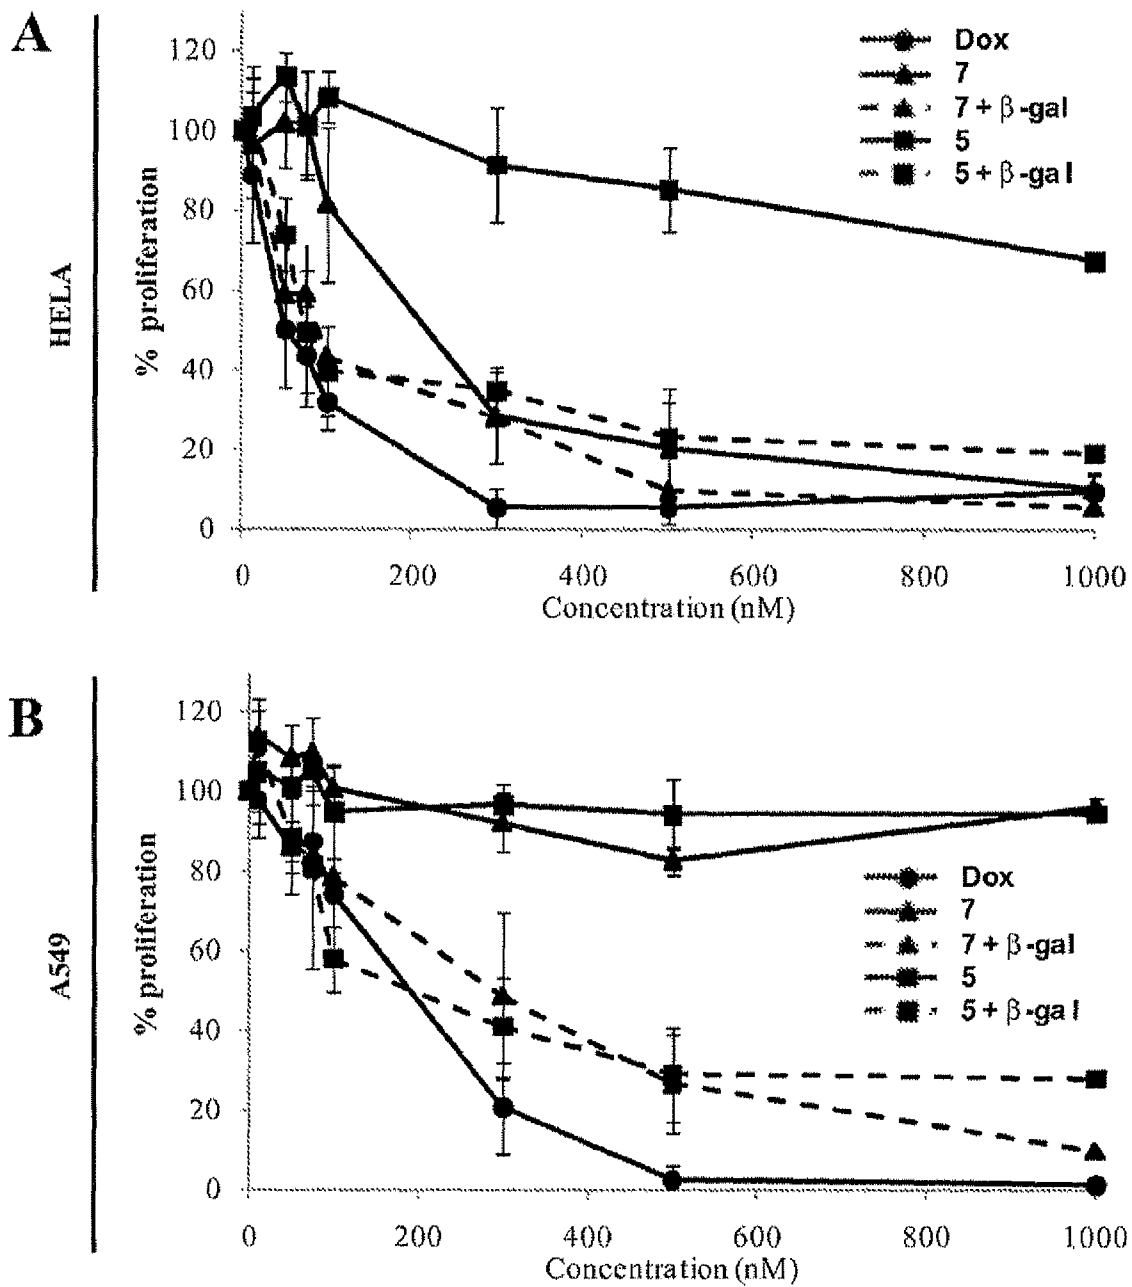 A
HELA
% proliferation
120
100
80
60
40
20
0
0 200 400 600 800 1000
Concentration (nM)
Dox
7
7 + β-gal
5
5 + β-gal
B
A549
% proliferation
120
100
80
60
40
20
0
0 200 400 600 800 1000
Concentration (nM)
Dox
7
7 + β-gal
5
5 + β-gal